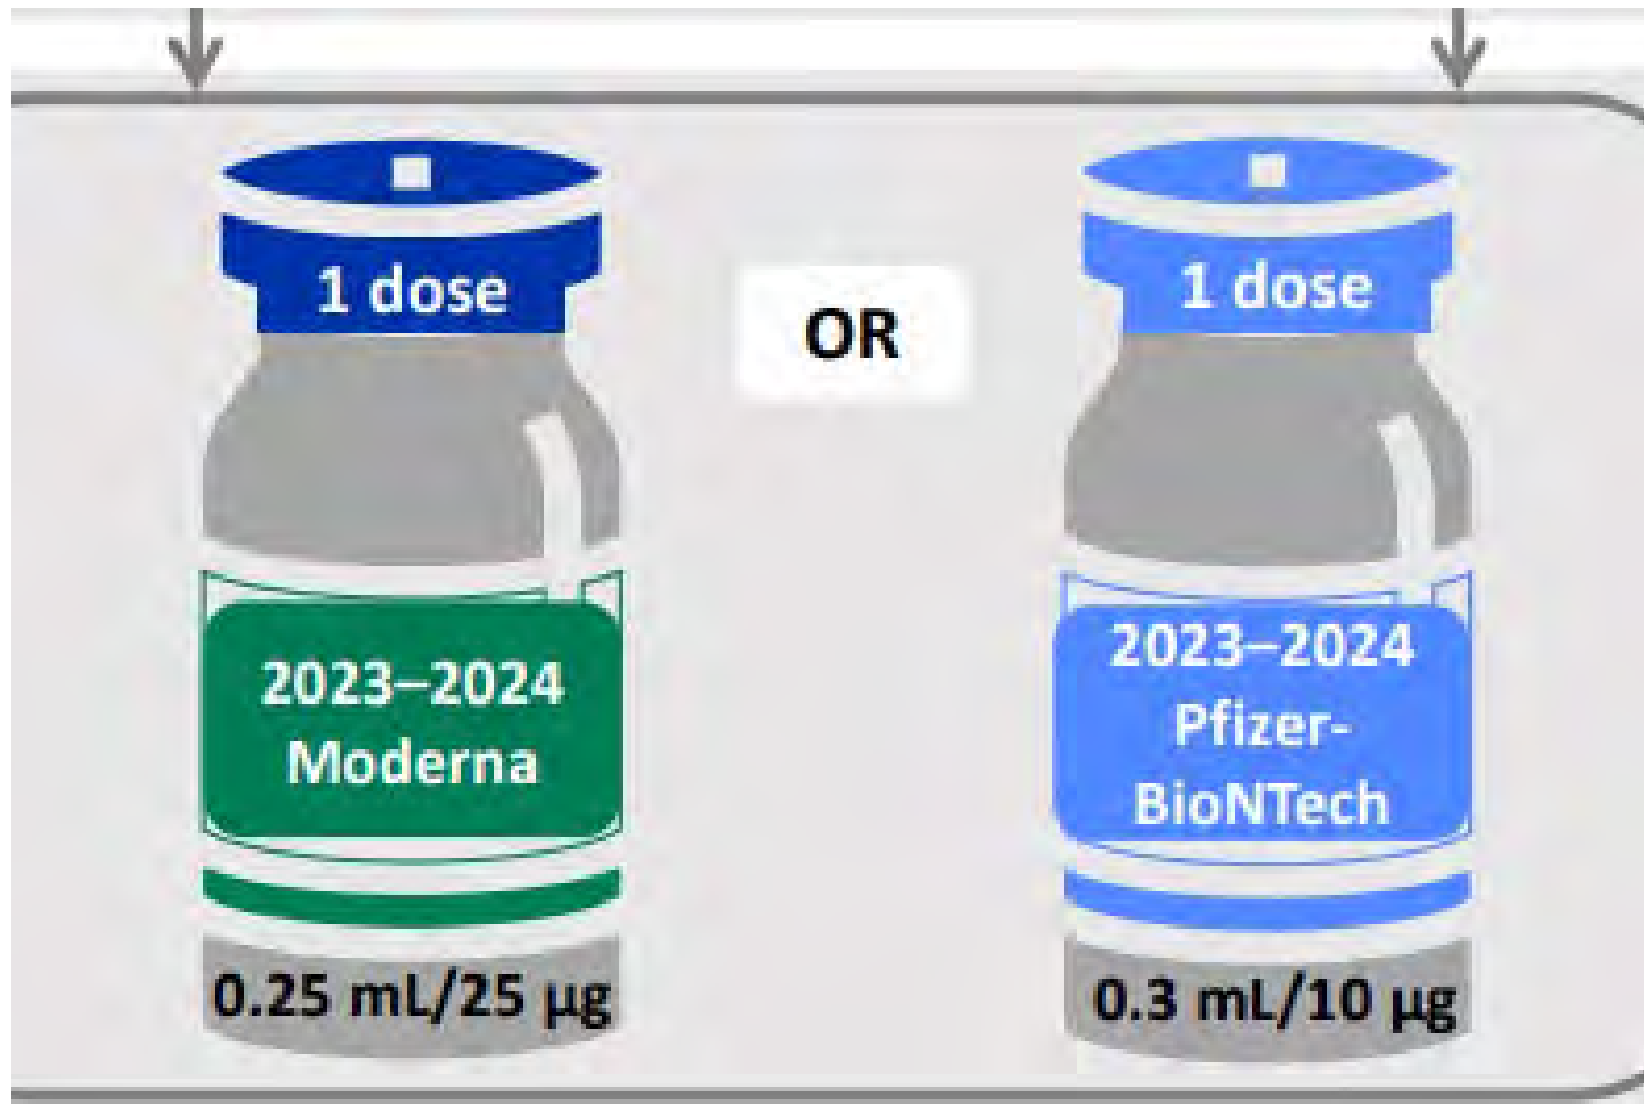 1 dose
OR
1 dose
2023–2024
Moderna
2023–2024
Pfizer-
BioNTech
0.25 mL/25 µg
0.3 mL/10 µg